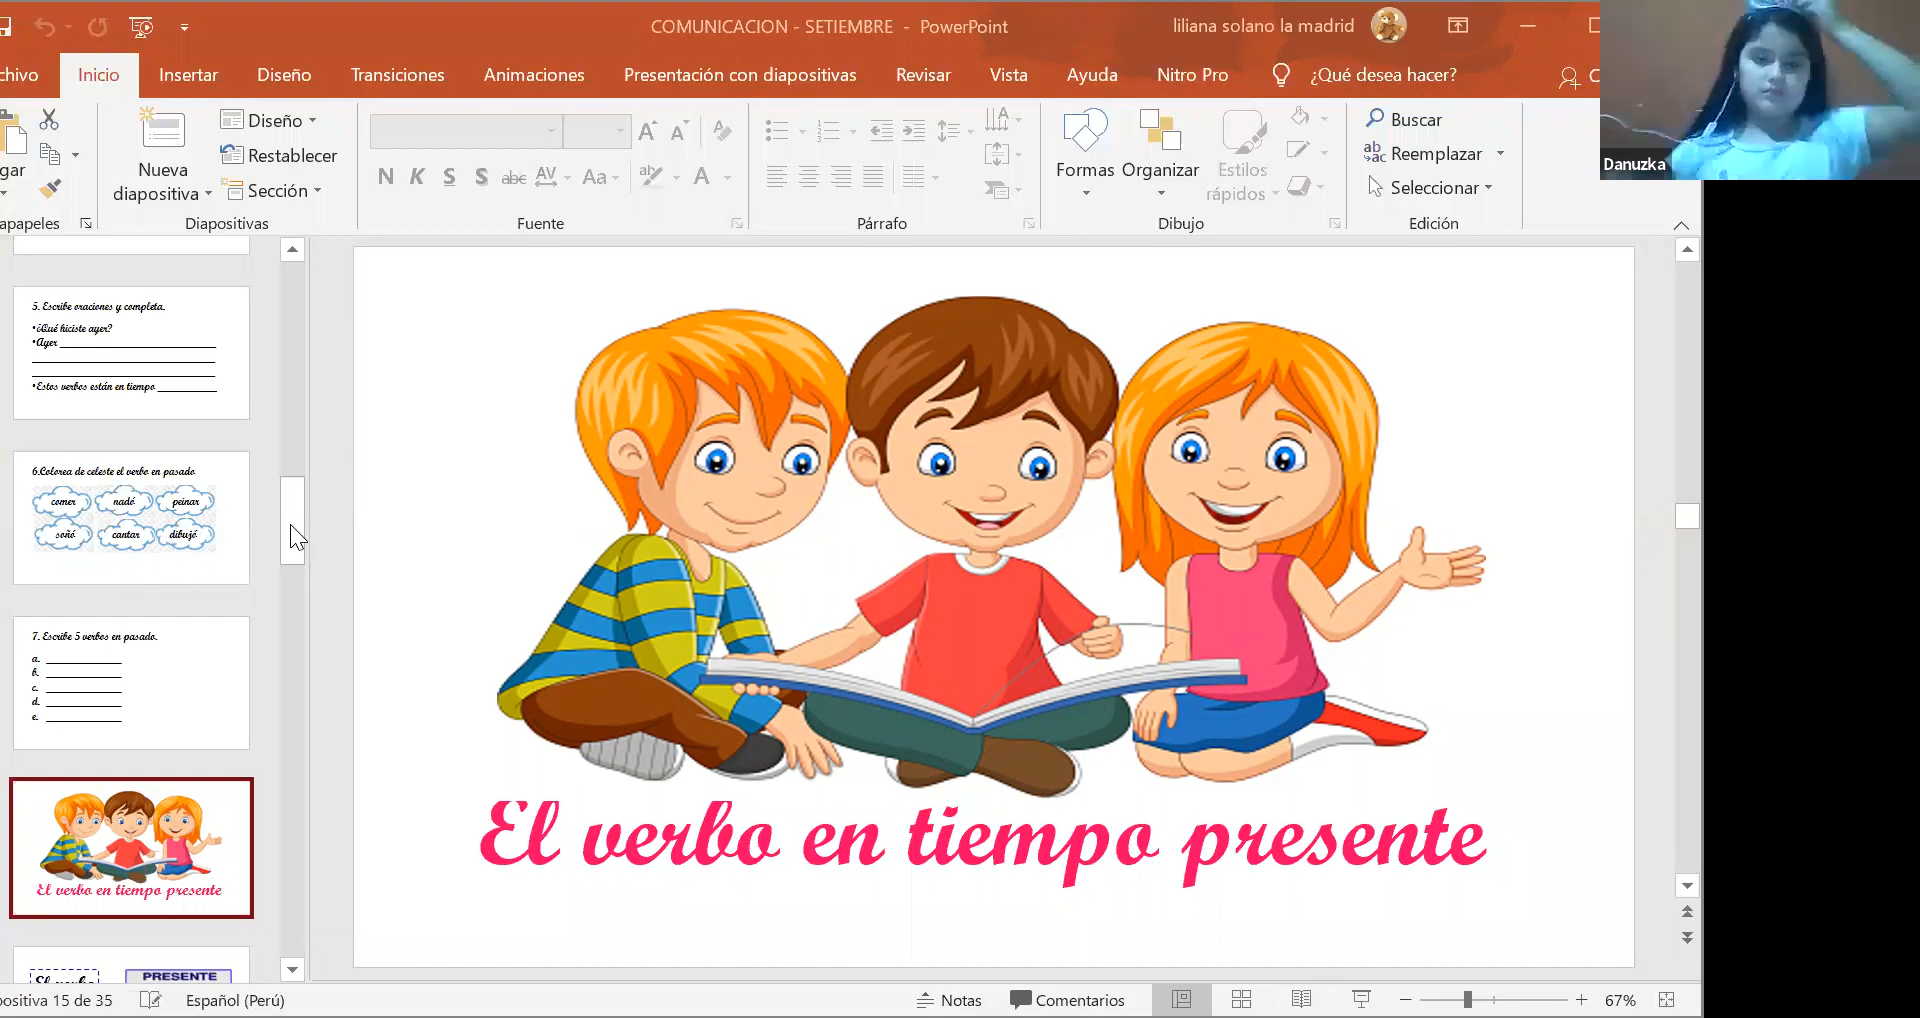 COMUNICACION - SETIEMBRE - PowerPoint
liliana solano la madrid
chivo Inicio Insertar Diseño Transiciones Animaciones Presentación con diapositivas Revisar Vista Ayuda Nitro Pro ¿Qué desea hacer? C
Danuzka
gar
Nueva
diapositiva
Diseño
Restablecer
Sección
N K S S abc AV Aa A
Formas Organizar Estilos
rápidos
Buscar
Reemplazar
Seleccionar
apapeles Diapositivas Fuente Párrafo Dibujo Edición
5. Escribe oraciones y completa.
•¿Qué hiciste ayer?
•Ayer
•Estos verbos están en tiempo
6.Colorea de celeste el verbo en pasado
comer nadó peinar
soñó cantar dibujó
7. Escribe 5 verbos en pasado.
a.
b.
c.
d.
e.
El verbo en tiempo presente
El verbo
PRESENTE
El verbo en tiempo presente
ositiva 15 de 35 Español (Perú) Notas Comentarios 67%